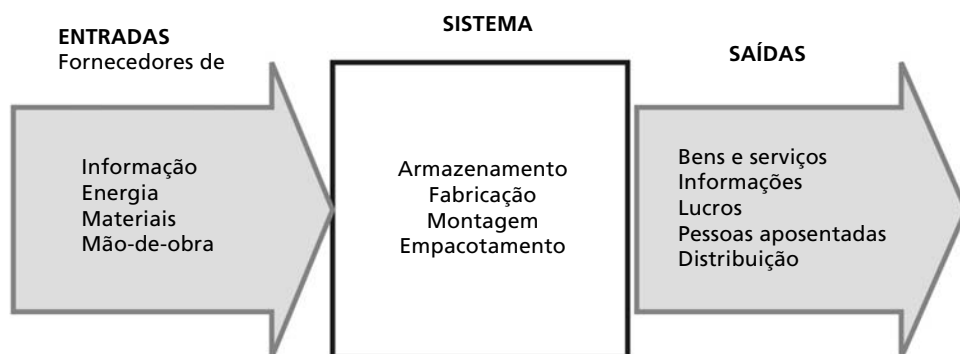 ENTRADAS
Fornecedores de
Informação
Energia
Materiais
Mão-de-obra
SISTEMA
Armazenamento
Fabricação
Montagem
Empacotamento
SAÍDAS
Bens e serviços
Informações
Lucros
Pessoas aposentadas
Distribuição